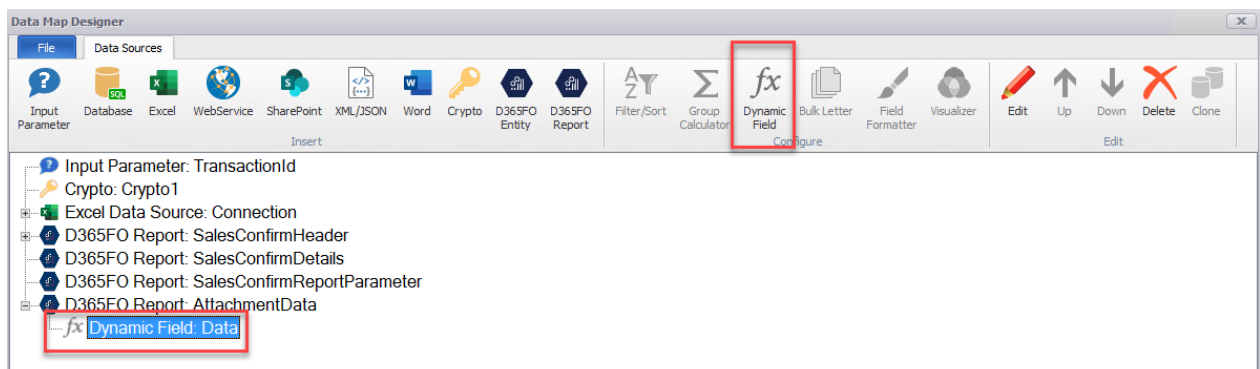 Data Map Designer
x
File Data Sources
SQL
Input Parameter Database Excel WebService SharePoint XML/JSON Word Crypto D365FO Entity D365FO Report Filter/Sort Group Calculator Dynamic Field Bulk Letter Field Formatter Visualizer Edit Up Down Delete Clone
Insert Configure Edit
Input Parameter: TransactionId
Crypto: Crypto1
Excel Data Source: Connection
D365FO Report: SalesConfirmHeader
D365FO Report: SalesConfirmDetails
D365FO Report: SalesConfirmReportParameter
D365FO Report: AttachmentData
fx Dynamic Field: Data